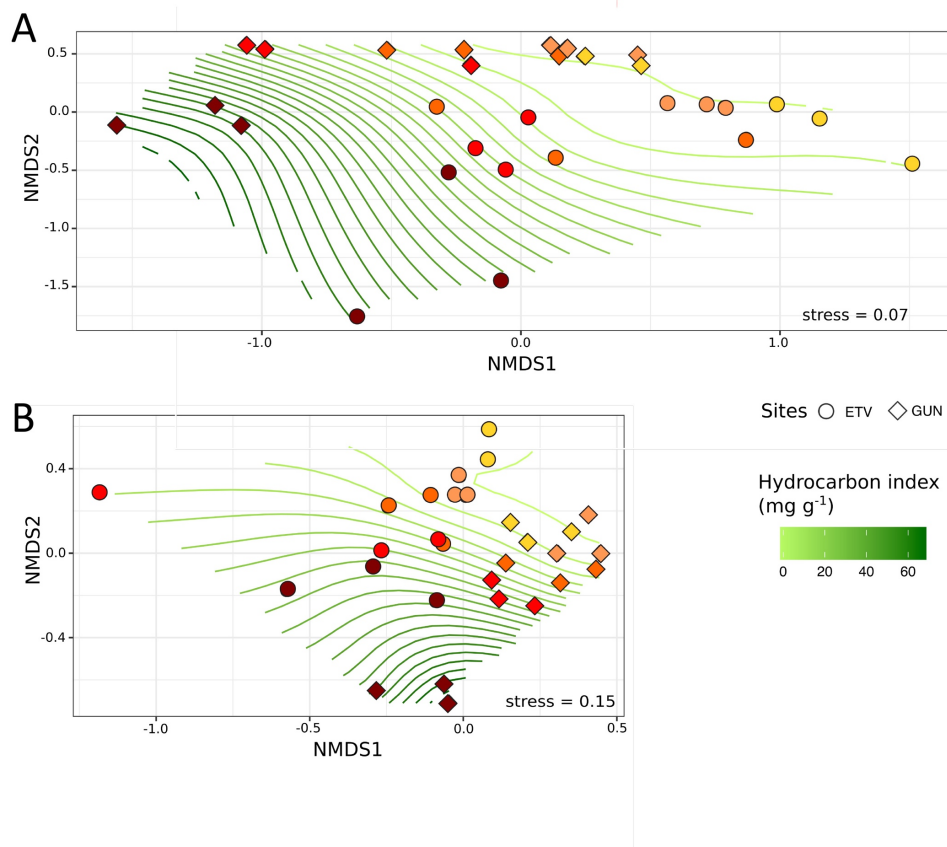 A
0.5
0.0
-0.5
-1.0
-1.5
NMDS2
stress = 0.07
-1.0
0.0
1.0
NMDS1
B
0.4
0.0
-0.4
NMDS2
stress = 0.15
-1.0
-0.5
0.0
0.5
NMDS1
Sites ETV GUN
Hydrocarbon index
(mg g⁻¹)
0 20 40 60